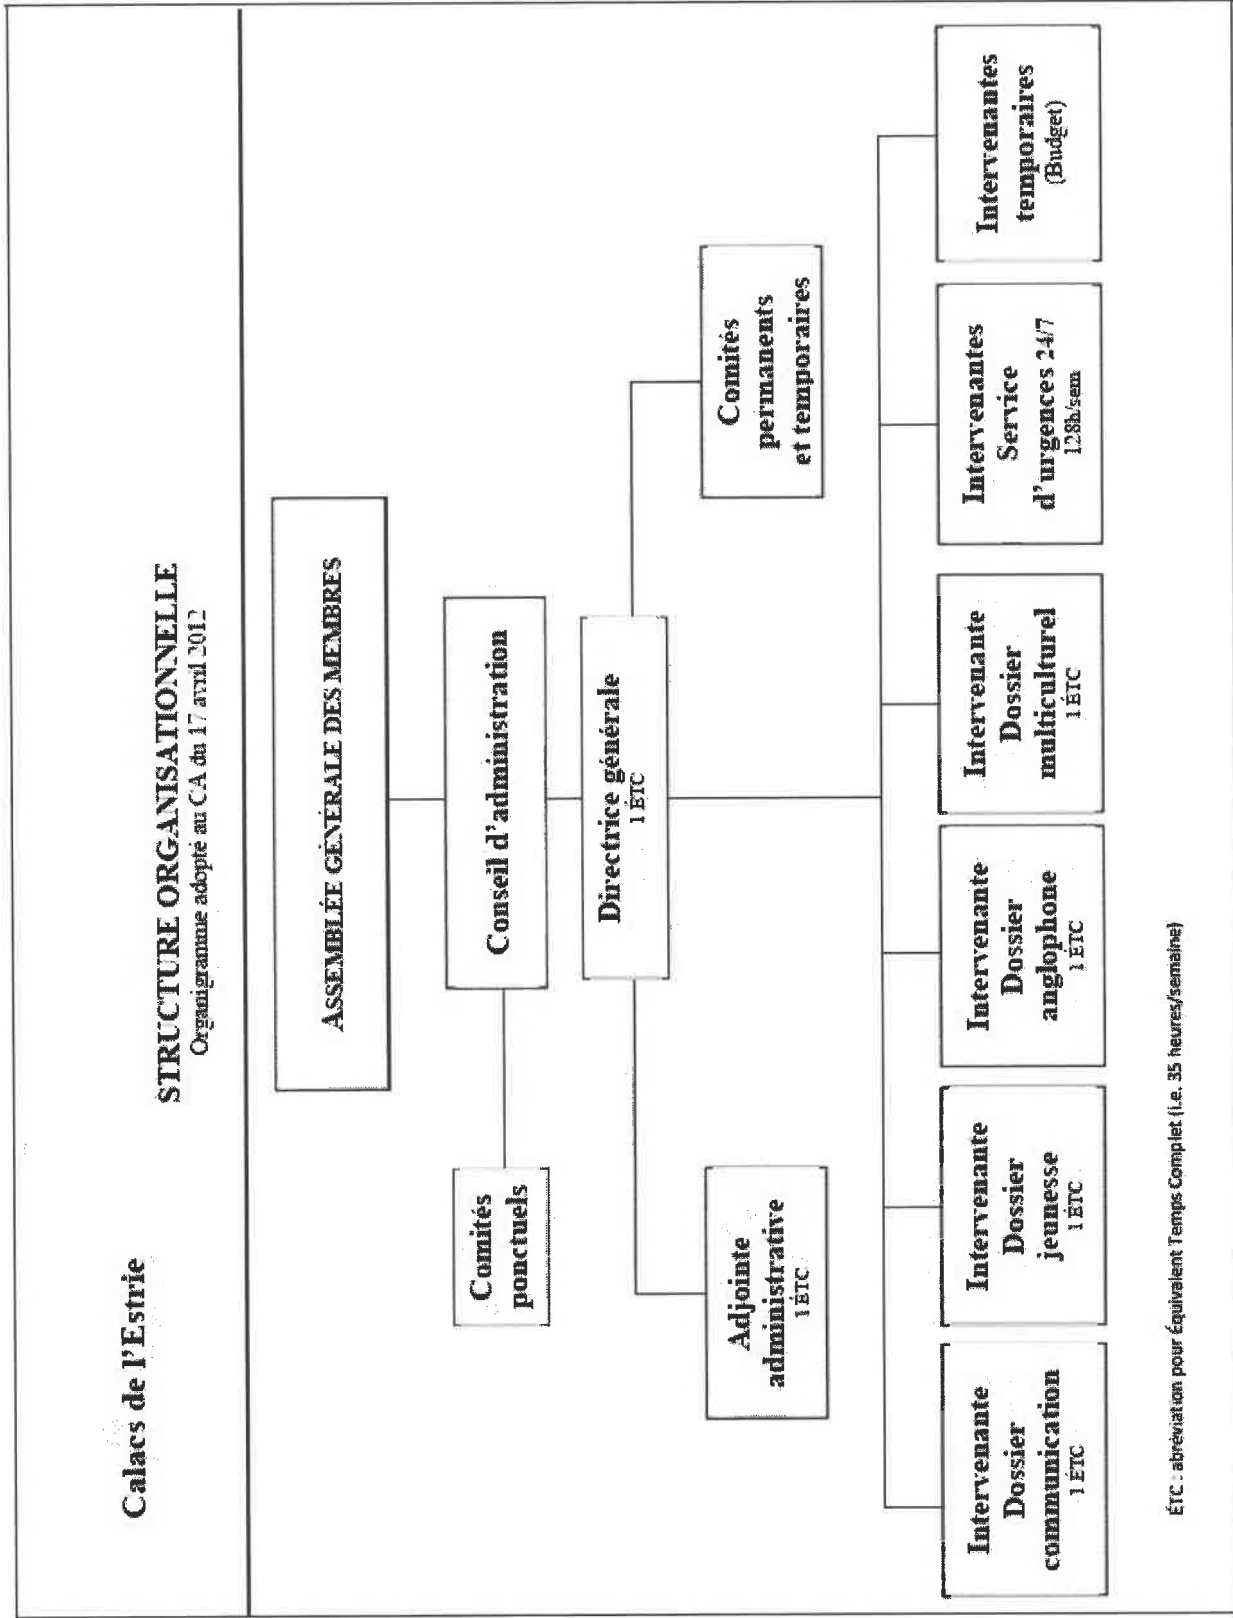 Calacs de l'Estrie
STRUCTURE ORGANISATIONNELLE
Organigramme adopté au CA du 17 avril 2012
ASSEMBLÉE GÉNÉRALE DES MEMBRES
Comités
ponctuels
Conseil d'administration
Directrice générale
1 ÉTC
Adjointe
administrative
1 ÉTC
Comités
permanents
et temporaires
Intervenante
Dossier
communication
1 ÉTC
Intervenante
Dossier
jeunesse
1 ÉTC
Intervenante
Dossier
anglophone
1 ÉTC
Intervenante
Dossier
multiculturel
1 ÉTC
Intervenantes
Service
d'urgences 24/7
128h/sem
Intervenantes
temporaires
(Budget)
ÉTC : abréviation pour Équivalent Temps Complet (i.e. 35 heures/semaine)